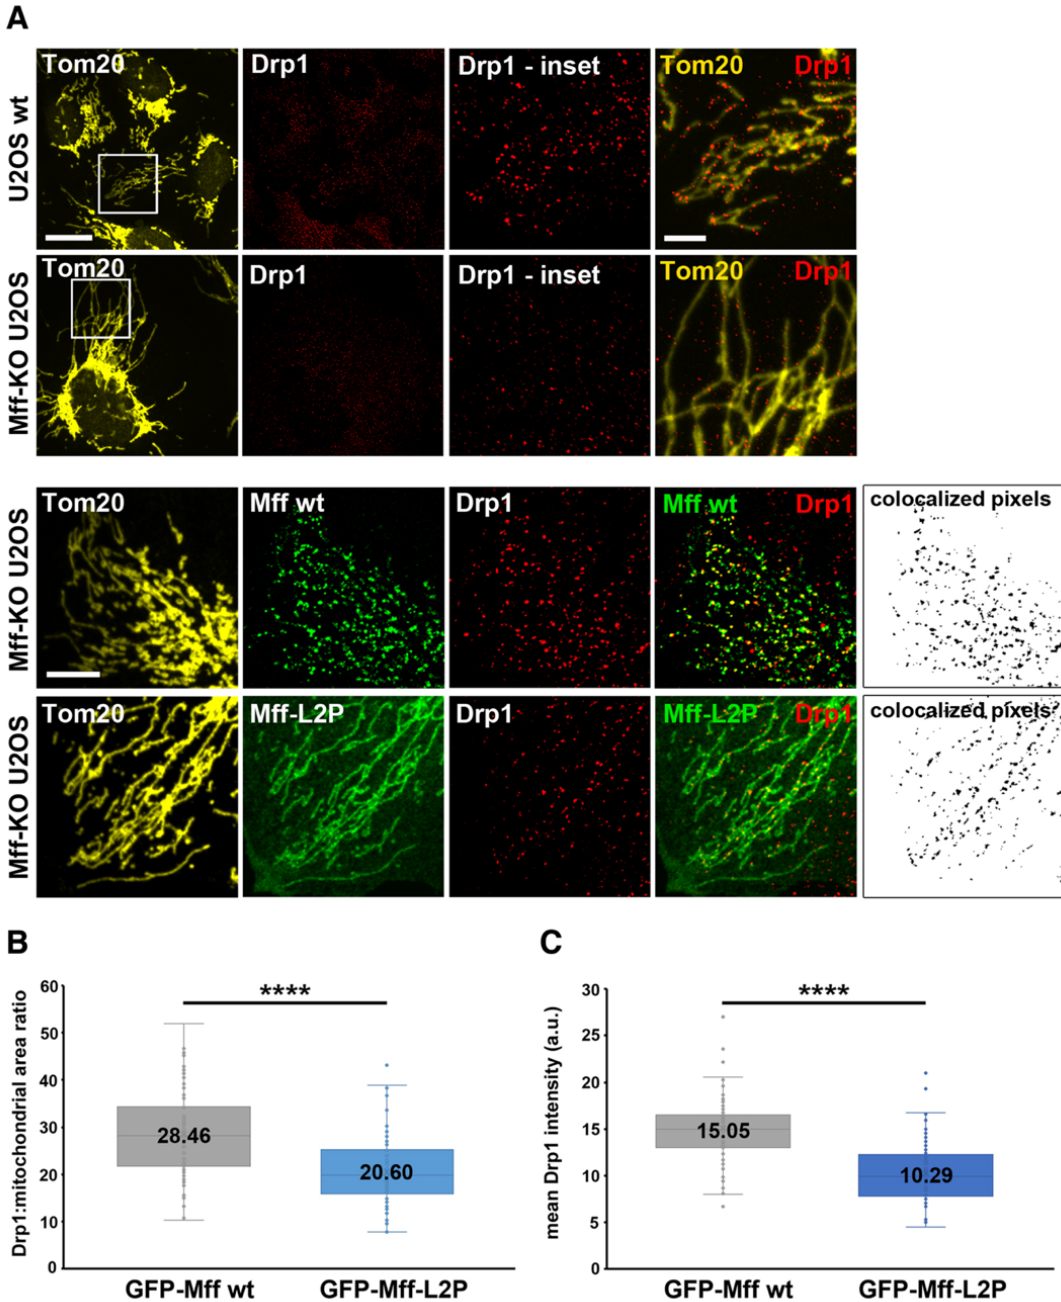 A
U2OS wt
Tom20
Drp1
Drp1 - inset
Tom20 Drp1
Mff-KO U2OS
Tom20
Drp1
Drp1 - inset
Tom20 Drp1
Mff-KO U2OS
Tom20
Mff wt
Drp1
Mff wt Drp1
colocalized pixels
Mff-KO U2OS
Tom20
Mff-L2P
Drp1
Mff-L2P Drp1
colocalized pixels
B
Drp1:mitochondrial area ratio
60
50
40
30
20
10
0
****
28.46
20.60
GFP-Mff wt
GFP-Mff-L2P
C
mean Drp1 intensity (a.u.)
30
25
20
15
10
5
0
****
15.05
10.29
GFP-Mff wt
GFP-Mff-L2P